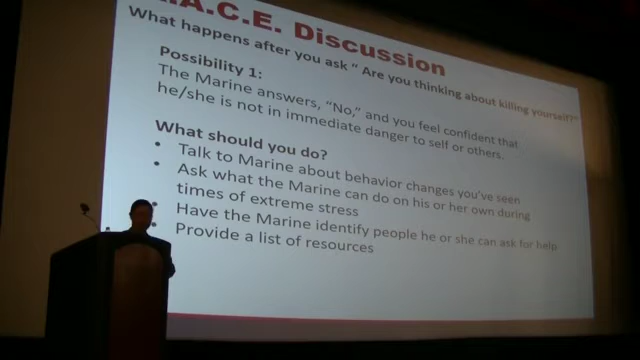 .A.C.E. Discussion
What happens after you ask " Are you thinking about killing yourself?"
Possibility 1:
The Marine answers, "No," and you feel confident that
he/she is not in immediate danger to self or others.
What should you do?
• Talk to Marine about behavior changes you've seen
• Ask what the Marine can do on his or her own during
times of extreme stress
• Have the Marine identify people he or she can ask for help
• Provide a list of resources